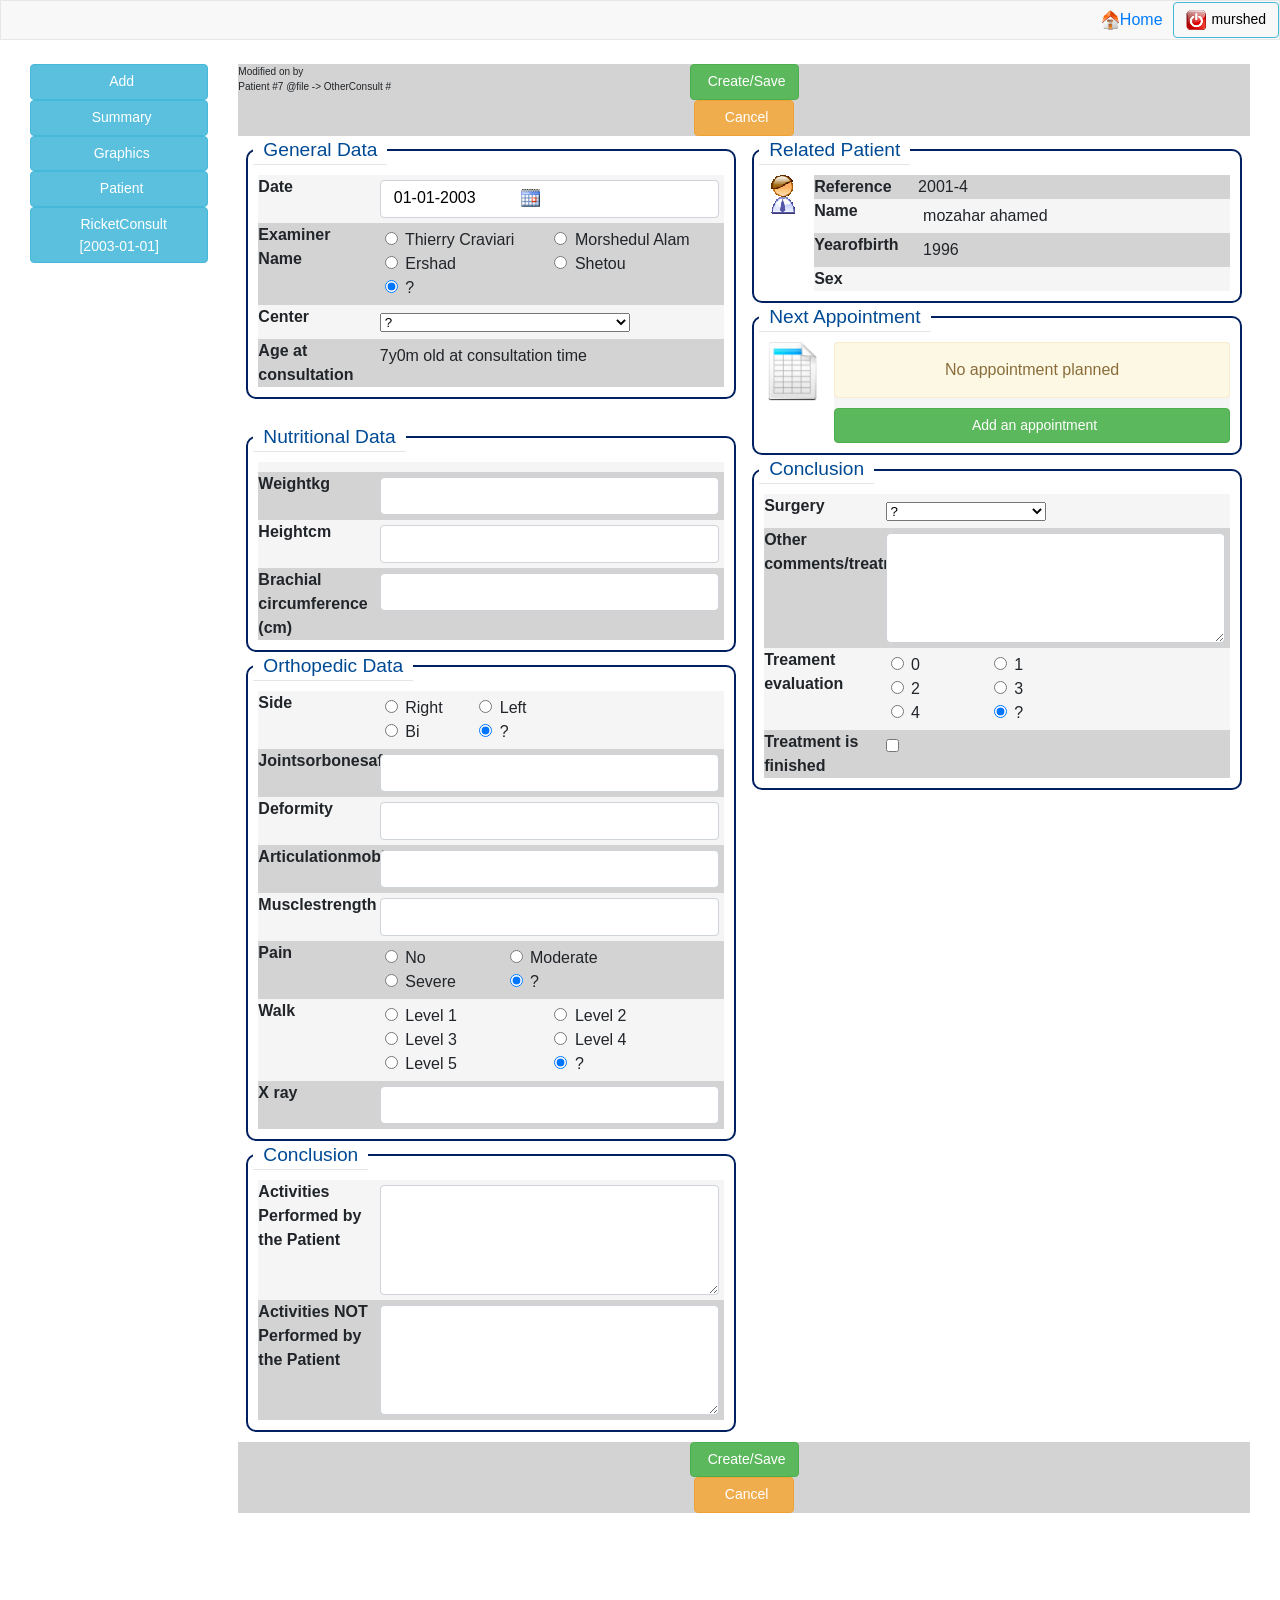 Home murshed
Add
Summary
Graphics
Patient
RicketConsult
[2003-01-01]
Modified on by
Patient #7 @file -> OtherConsult #
Create/Save
Cancel
General Data
Date 01-01-2003
Examiner Name
Thierry Craviari Morshedul Alam
Ershad Shetou
?
Center ?
Age at
consultation
7y0m old at consultation time
Nutritional Data
Weightkg
Heightcm
Brachial
circumference
(cm)
Orthopedic Data
Side
Right Left
Bi ?
Jointsorbonesaf
Deformity
Articulationmob
Musclestrength
Pain
No Moderate
Severe ?
Walk
Level 1 Level 2
Level 3 Level 4
Level 5 ?
X ray
Conclusion
Activities
Performed by
the Patient
Activities NOT
Performed by
the Patient
Related Patient
Reference 2001-4
Name mozahar ahamed
Yearofbirth 1996
Sex
Next Appointment
No appointment planned
Add an appointment
Conclusion
Surgery ?
Other
comments/treat
Treament
evaluation
0 1
2 3
4 ?
Treatment is
finished
Create/Save
Cancel